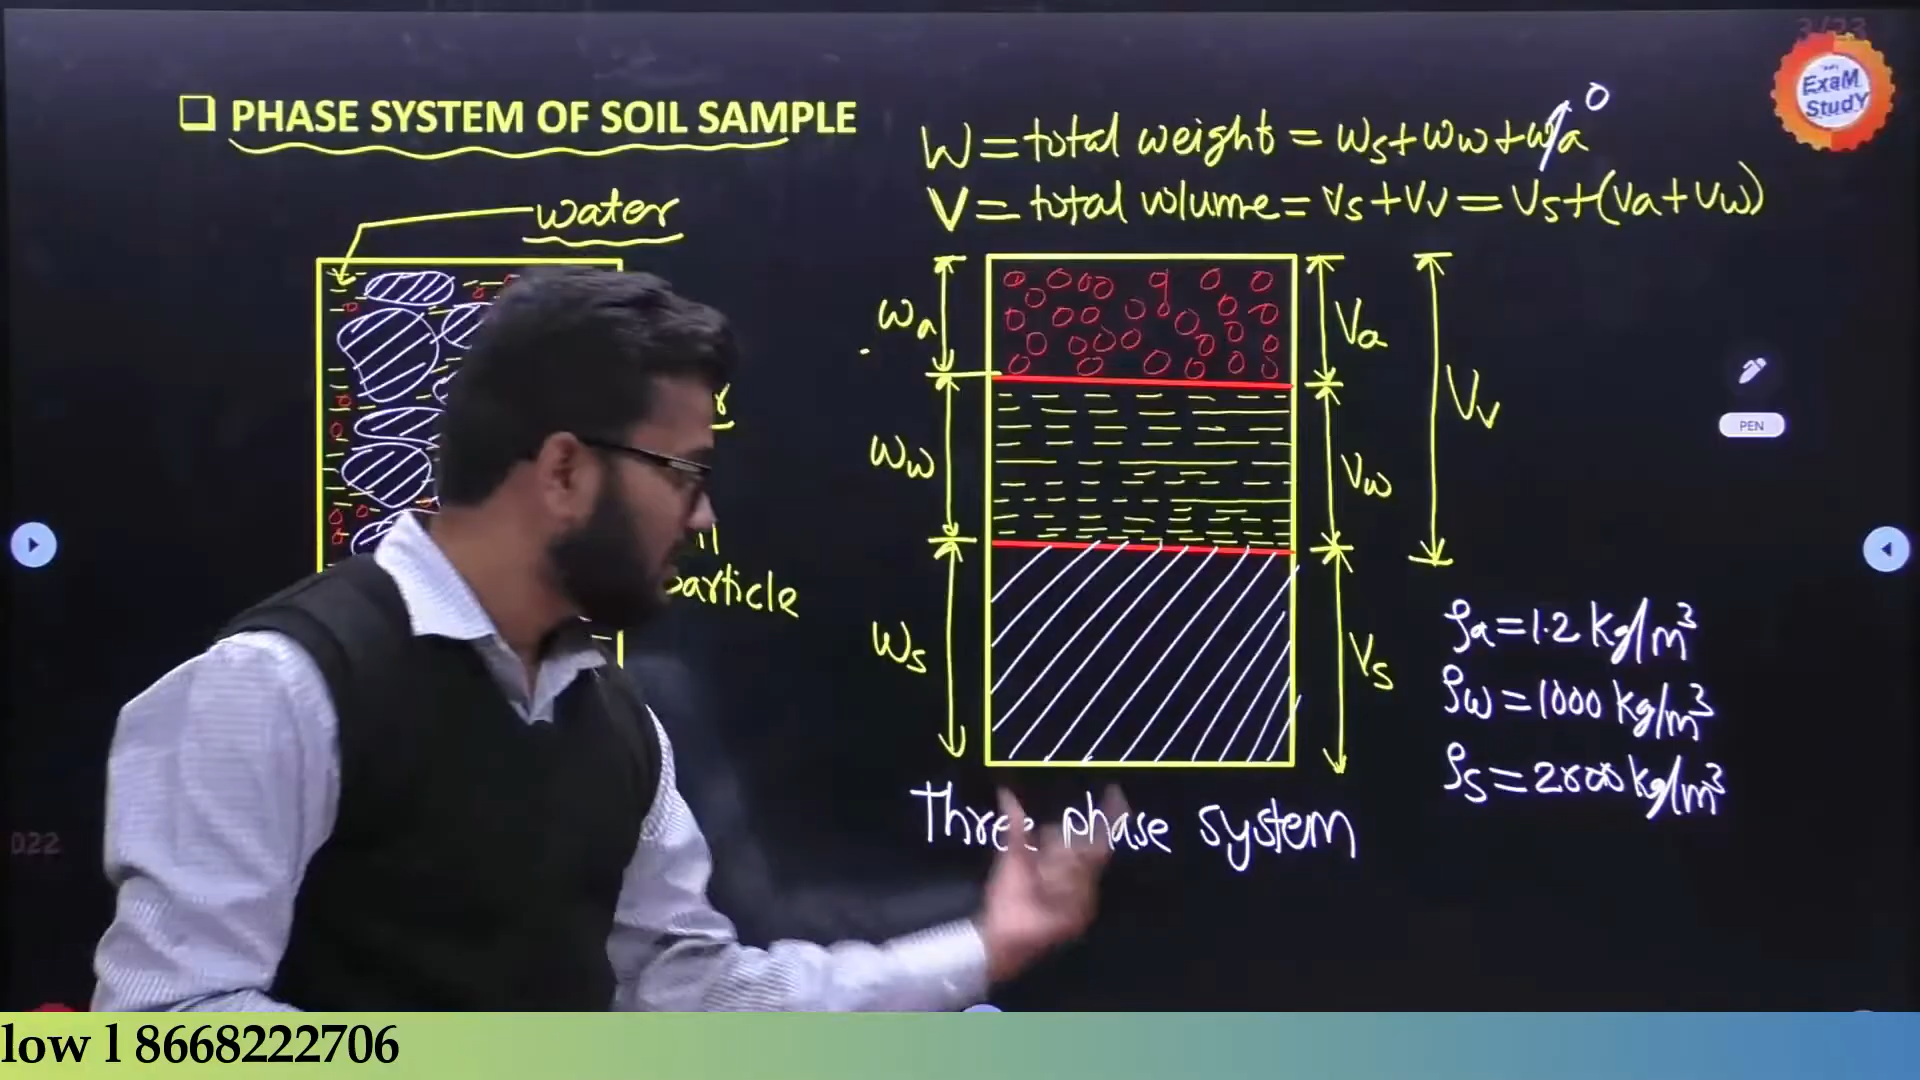 3/23
ExaM
StudY
PHASE SYSTEM OF SOIL SAMPLE
W = total weight = Ws + Ww + Wa 0
V = total volume = Vs + Vv = Vs + (Va + Vw)
water
Wa
Va
Vv
Ww
Vw
particle
Ws
Vs
PEN
ρa = 1.2 kg/m³
ρw = 1000 kg/m³
ρs = kg/m³
Three phase system
022
low l 8668222706